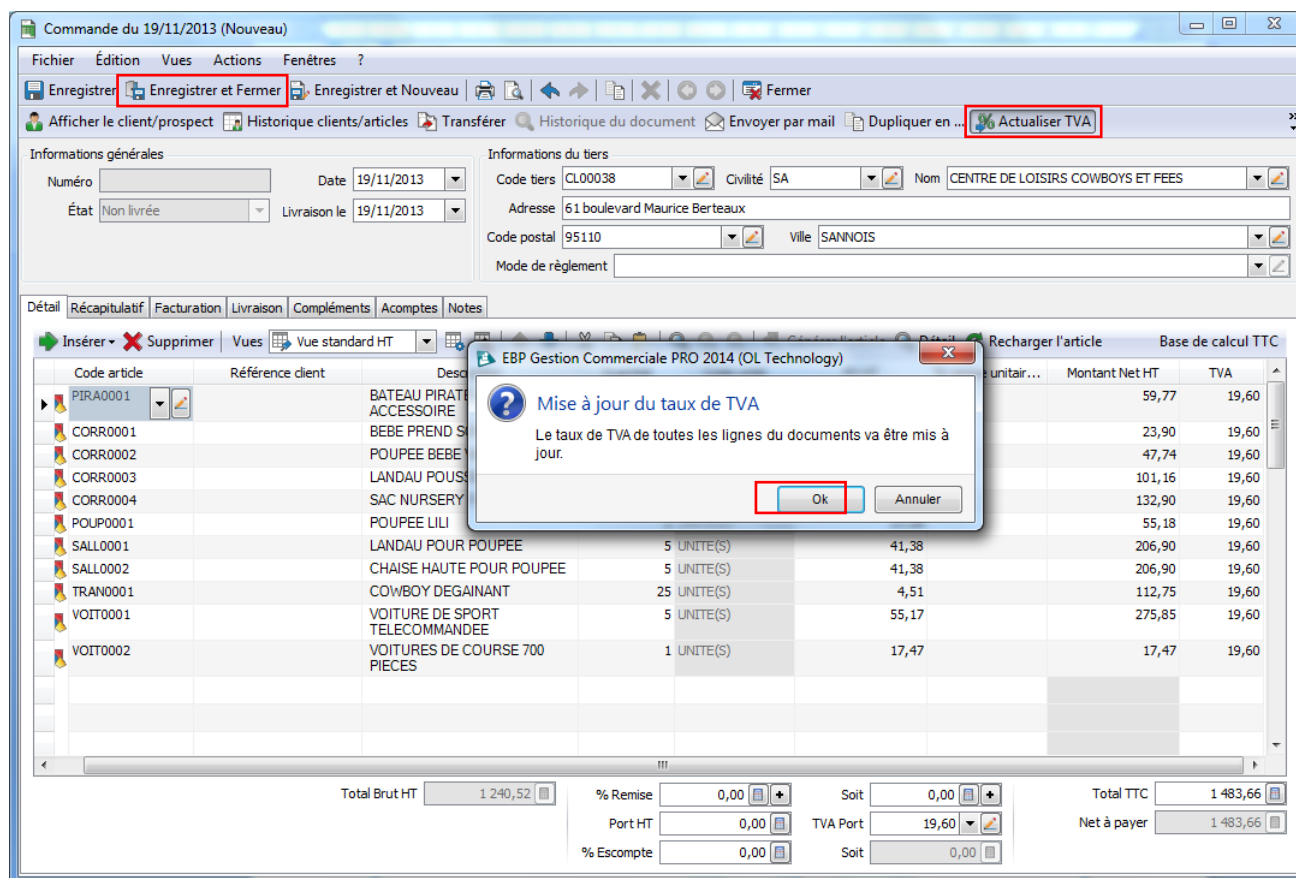 Commande du 19/11/2013 (Nouveau)
Fichier Édition Vues Actions Fenêtres ?
Enregistrer Enregistrer et Fermer Enregistrer et Nouveau Fermer
Afficher le client/prospect Historique clients/articles Transférer Historique du document Envoyer par mail Dupliquer en ... Actualiser TVA
Informations générales
Numéro Date 19/11/2013
État Non livrée Livraison le 19/11/2013
Informations du tiers
Code tiers CL00038 Civilité SA Nom CENTRE DE LOISIRS COWBOYS ET FEES
Adresse 61 boulevard Maurice Berteaux
Code postal 95110 Ville SANNOIS
Mode de règlement
Détail Récapitulatif Facturation Livraison Compléments Acomptes Notes
Insérer Supprimer Vues Vue standard HT Recharger l'article Base de calcul TTC
Code article Référence client Montant Net HT TVA
PIRA0001 BATEAU PIRATE 59,77 19,60
ACCESSOIRE
CORR0001 BEBE PREND 23,90 19,60
CORR0002 POUPEE BEBE 47,74 19,60
CORR0003 LANDAU 101,16 19,60
CORR0004 SAC NURSERY 132,90 19,60
POUP0001 POUPEE LILI 55,18 19,60
SALL0001 LANDAU POUR POUPEE 5 UNITE(S) 41,38 206,90 19,60
SALL0002 CHAISE HAUTE POUR POUPEE 5 UNITE(S) 41,38 206,90 19,60
TRAN0001 COWBOY DEGAINANT 25 UNITE(S) 4,51 112,75 19,60
VOIT0001 VOITURE DE SPORT 5 UNITE(S) 55,17 275,85 19,60
TELECOMMANDEE
VOIT0002 VOITURES DE COURSE 700 1 UNITE(S) 17,47 17,47 19,60
PIECES
EBP Gestion Commerciale PRO 2014 (OL Technology)
Mise à jour du taux de TVA
Le taux de TVA de toutes les lignes du documents va être mis à
jour.
Ok Annuler
Total Brut HT 1 240,52 % Remise 0,00 Soit 0,00 Total TTC 1 483,66
Port HT 0,00 TVA Port 19,60 Net à payer 1 483,66
% Escompte 0,00 Soit 0,00